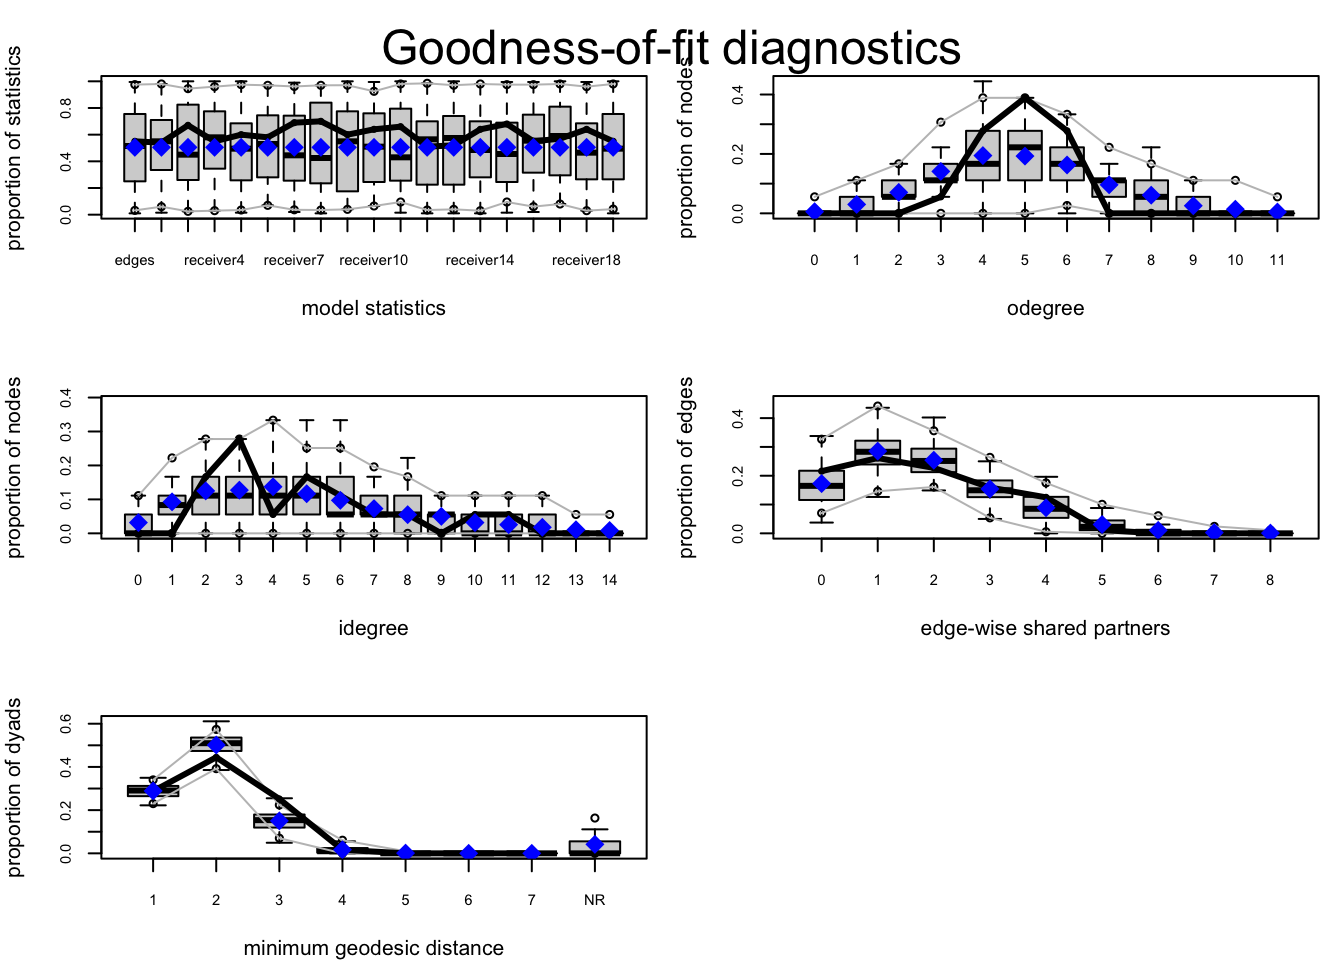 Goodness-of-fit diagnostics
proportion of statistics
0.0 0.4 0.8
edges receiver4 receiver7 receiver10 receiver14 receiver18
model statistics
proportion of nodes
0.0 0.2 0.4
0 1 2 3 4 5 6 7 8 9 10 11
odegree
proportion of nodes
0.0 0.1 0.2 0.3 0.4
0 1 2 3 4 5 6 7 8 9 10 11 12 13 14
idegree
proportion of edges
0.0 0.2 0.4
0 1 2 3 4 5 6 7 8
edge-wise shared partners
proportion of dyads
0.0 0.2 0.4 0.6
1 2 3 4 5 6 7 NR
minimum geodesic distance